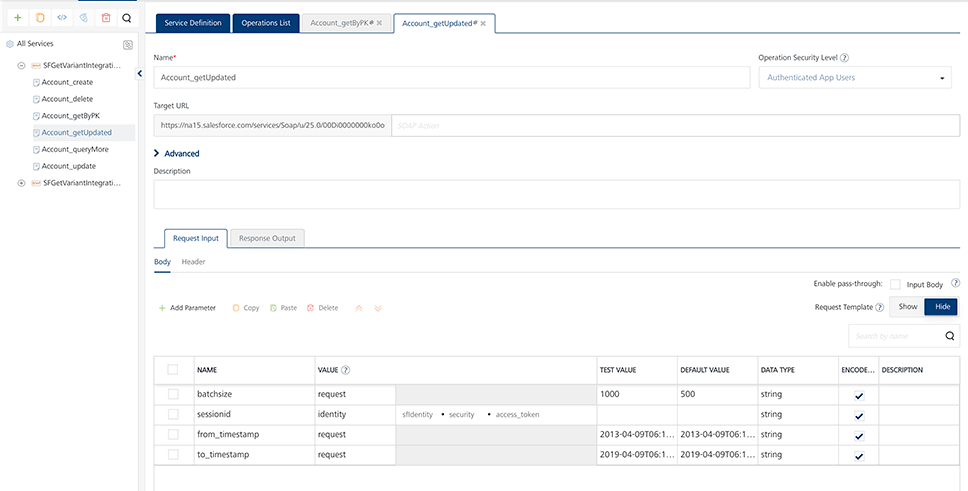 Service Definition
Operations List
Account_getByPK#
Account_getUpdated#
All Services
SFGetVariantIntegrati...
Account_create
Account_delete
Account_getByPK
Account_getUpdated
Account_queryMore
Account_update
SFGetVariantIntegrati...
Name*
Operation Security Level
Account_getUpdated
Authenticated App Users
Target URL
https://na15.salesforce.com/services/Soap/u/25.0/00Di0000000ko0o
SOAP Action
Advanced
Description
Request Input
Response Output
Body
Header
Enable pass-through: Input Body
Add Parameter Copy Paste Delete
Request Template Show Hide
Search by name
NAME VALUE TEST VALUE DEFAULT VALUE DATA TYPE ENCODE... DESCRIPTION
batchsize request 1000 500 string
sessionid identity sfIdentity • security • access_token string
from_timestamp request 2013-04-09T06:1... 2013-04-09T06:1... string
to_timestamp request 2019-04-09T06:1... 2019-04-09T06:1... string